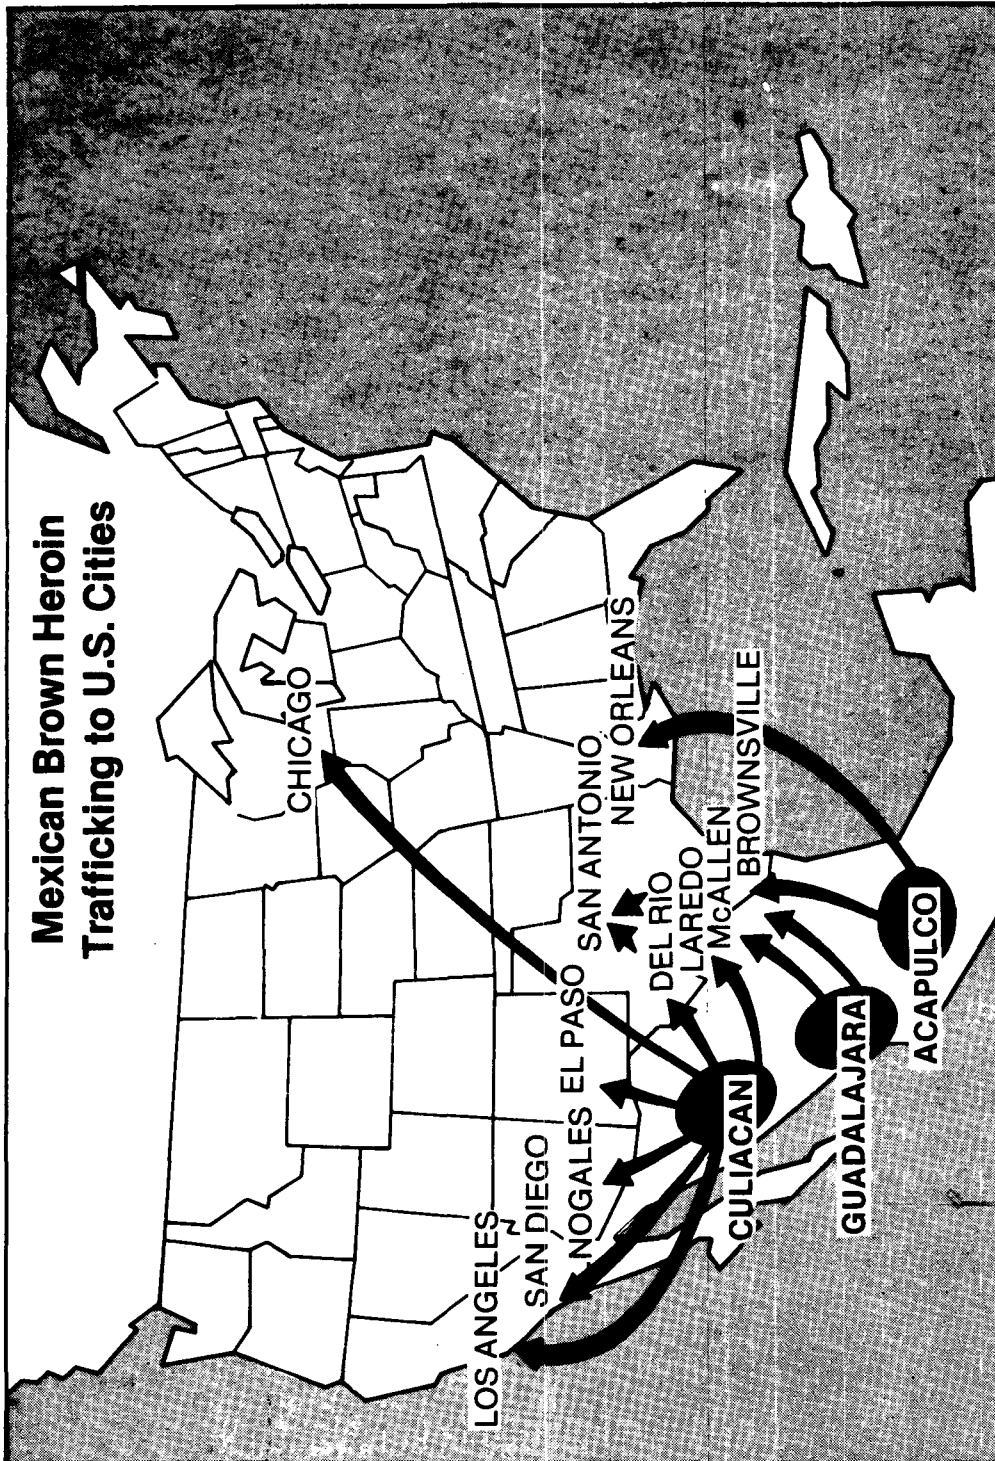 Mexican Brown Heroin
Trafficking to U.S. Cities
CHICAGO
LOS ANGELES
SAN DIEGO
NOGALES
EL PASO
SAN ANTONIO
NEW ORLEANS
DEL RIO
LAREDO
McALLEN
BROWNSVILLE
CULIACAN
GUADALAJARA
ACAPULCO